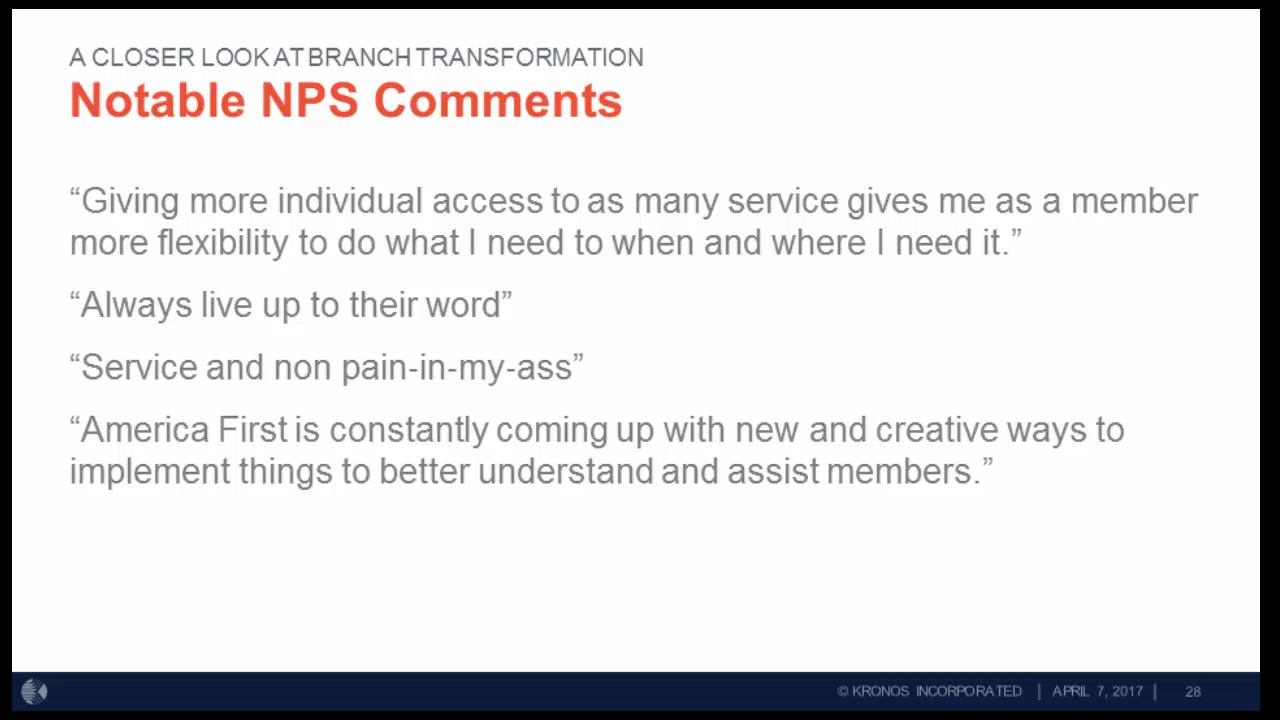 A CLOSER LOOK AT BRANCH TRANSFORMATION
Notable NPS Comments
“Giving more individual access to as many service gives me as a member
more flexibility to do what I need to when and where I need it.”
“Always live up to their word”
“Service and non pain-in-my-ass”
“America First is constantly coming up with new and creative ways to
implement things to better understand and assist members.”
© KRONOS INCORPORATED | APRIL 7, 2017 | 28